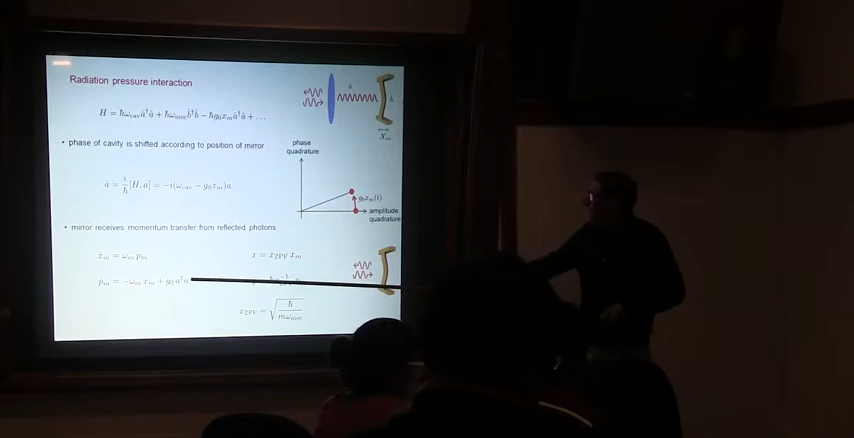 Radiation pressure interaction
H = ħω_cav â†â + ħω_mec b̂†b̂ − ħg₀x_m â†â + …
• phase of cavity is shifted according to position of mirror
phase
quadrature
ȧ = i/ħ [H, a] = −i(ω_cav − g₀x_m)a
g₀x_m(t)
amplitude
quadrature
• mirror receives momentum transfer from reflected photons
ẋ_m = ω_m p_m
x = x_ZPF x_m
ṗ_m = −ω_m x_m + g₀ a†a
x_ZPF = √(ħ / mω_mec)
X_m